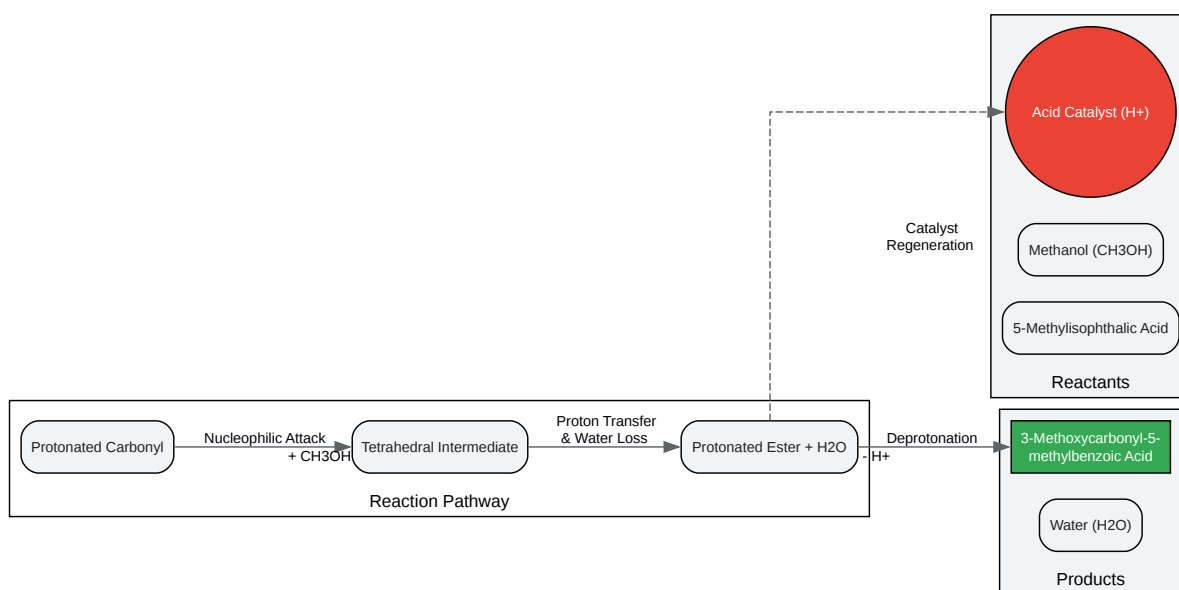 Acid Catalyst (H+)
Catalyst
Regeneration
Methanol (CH3OH)
5-Methylisophthalic Acid
Reactants
Protonated Carbonyl
Nucleophilic Attack
+ CH3OH
Tetrahedral Intermediate
Proton Transfer
& Water Loss
Protonated Ester + H2O
Deprotonation
- H+
3-Methoxycarbonyl-5-
methylbenzoic Acid
Reaction Pathway
Water (H2O)
Products